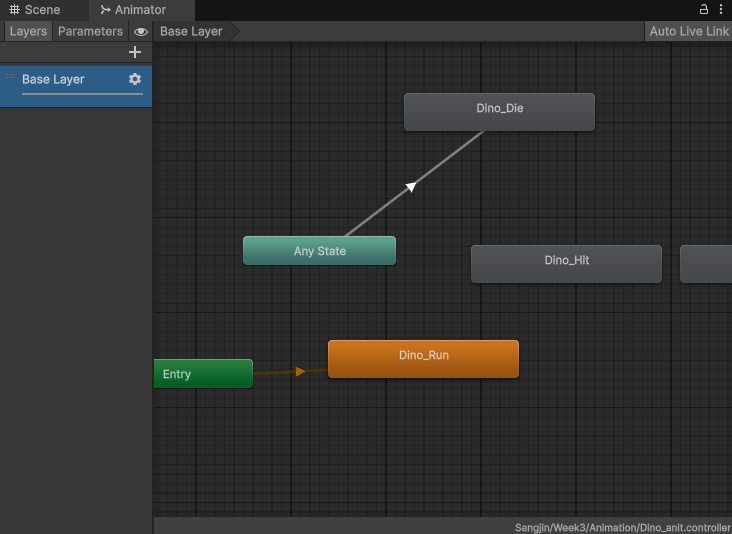 Scene
Animator
Layers
Parameters
Base Layer
Auto Live Link
Base Layer
Dino_Die
Any State
Dino_Hit
Dino_Run
Entry
Sangjin/Week3/Animation/Dino_anit.controller